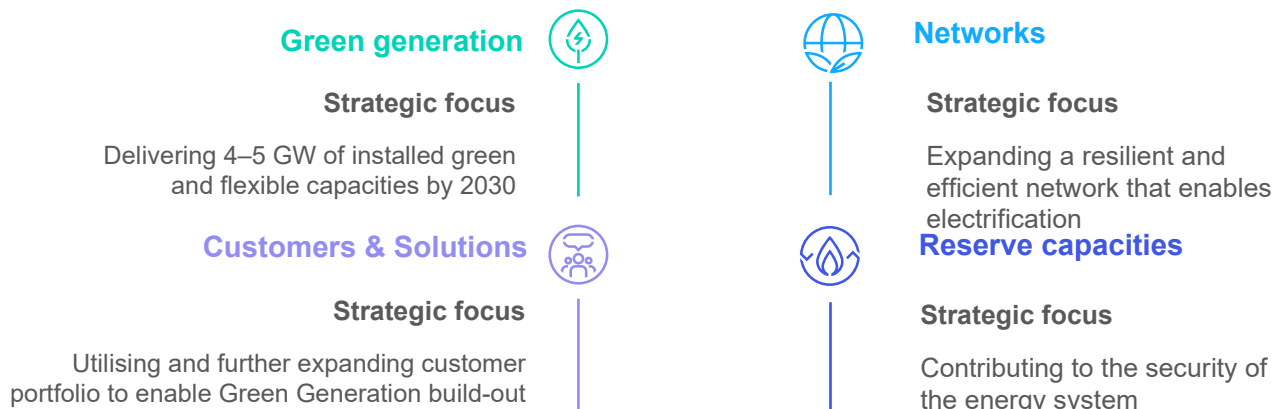 Green generation
Strategic focus
Delivering 4–5 GW of installed green
and flexible capacities by 2030
Networks
Strategic focus
Expanding a resilient and
efficient network that enables
electrification
Customers & Solutions
Strategic focus
Utilising and further expanding customer
portfolio to enable Green Generation build-out
Reserve capacities
Strategic focus
Contributing to the security of
the energy system